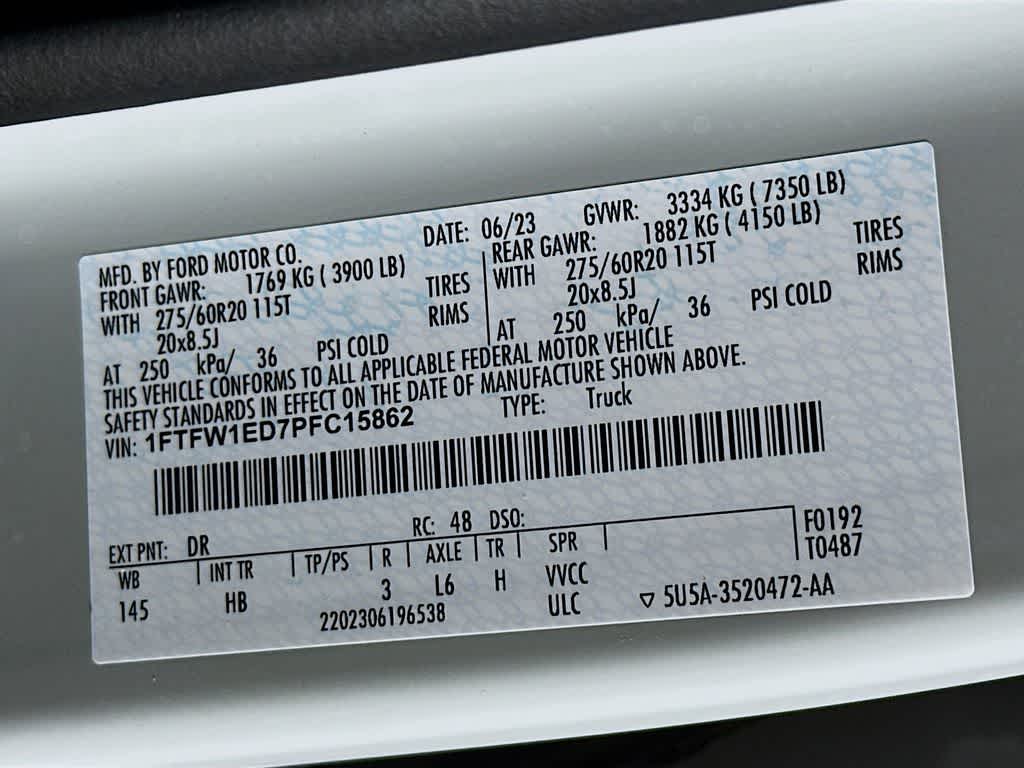 MFD. BY FORD MOTOR CO. DATE: 06/23 GVWR: 3334 KG ( 7350 LB)
FRONT GAWR: 1769 KG ( 3900 LB) REAR GAWR: 1882 KG ( 4150 LB)
WITH 275/60R20 115T TIRES WITH 275/60R20 115T TIRES
20x8.5J RIMS 20x8.5J RIMS
AT 250 kPa/ 36 PSI COLD AT 250 kPa/ 36 PSI COLD
THIS VEHICLE CONFORMS TO ALL APPLICABLE FEDERAL MOTOR VEHICLE
SAFETY STANDARDS IN EFFECT ON THE DATE OF MANUFACTURE SHOWN ABOVE.
VIN: 1FTFW1ED7PFC15862 TYPE: Truck
EXT PNT: DR RC: 48 DSO: F0192
WB INT TR TP/PS R AXLE TR SPR T0487
145 HB 3 L6 H VVCC
2202306196538 ULC ▽ 5U5A-3520472-AA